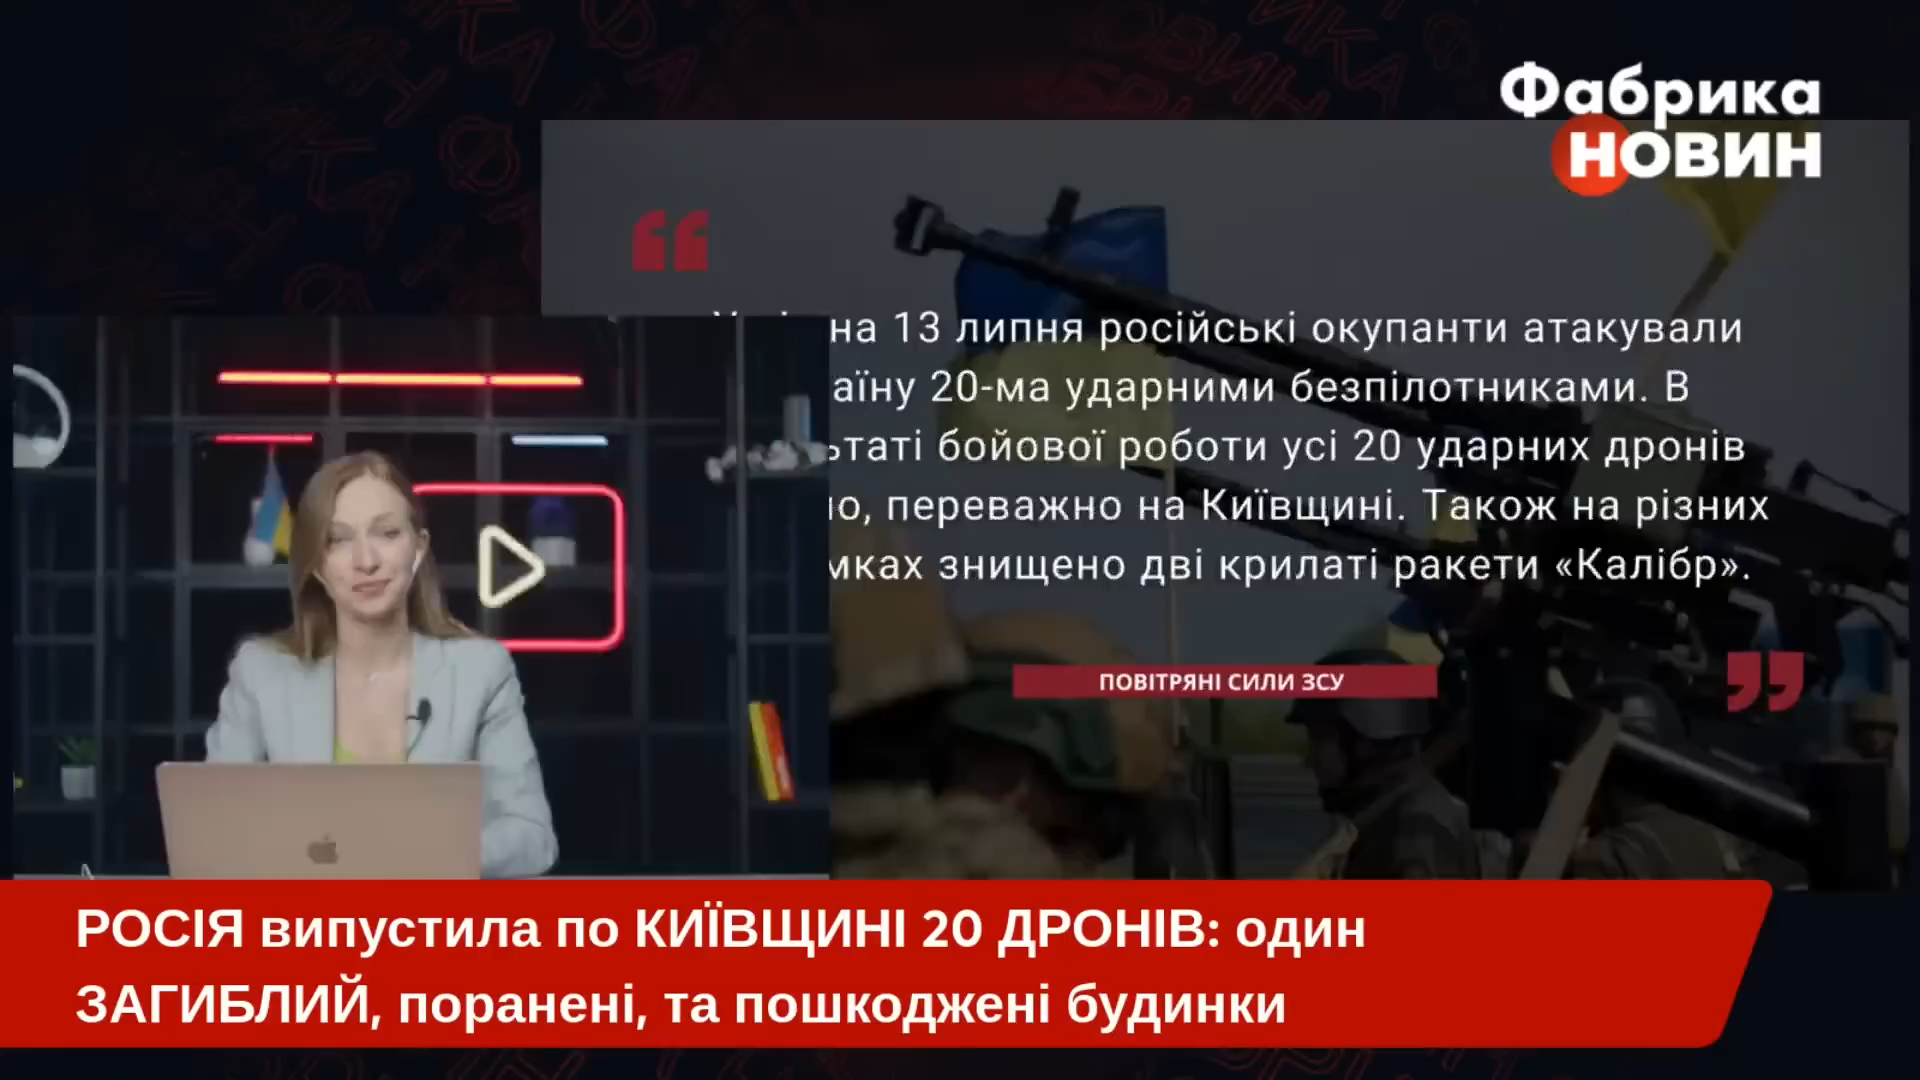 Фабрика
новин
на 13 липня російські окупанти атакували
аїну 20-ма ударними безпілотниками. В
ьтаті бойової роботи усі 20 ударних дронів
о, переважно на Київщині. Також на різних
мках знищено дві крилаті ракети «Калібр».
ПОВІТРЯНІ СИЛИ ЗСУ
РОСІЯ випустила по КИЇВЩИНІ 20 ДРОНІВ: один
ЗАГИБЛИЙ, поранені, та пошкоджені будинки